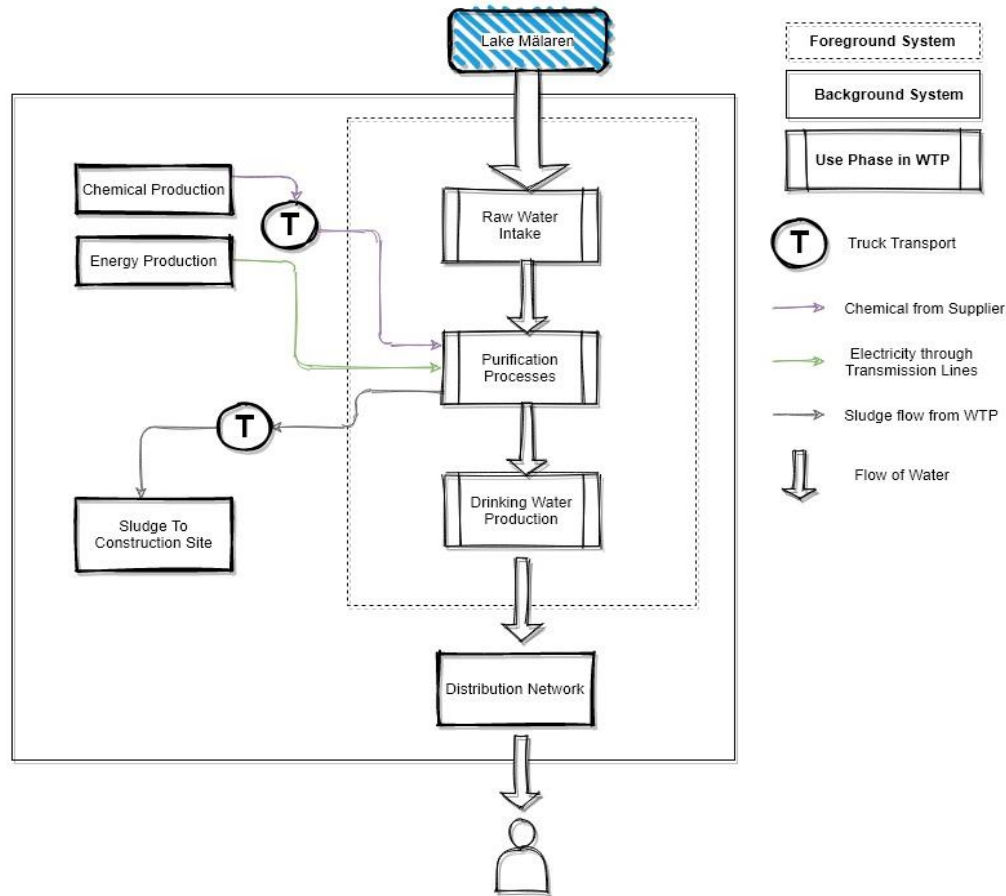 Lake Mälaren
Foreground System
Background System
Use Phase in WTP
Chemical Production
T
Energy Production
Raw Water
Intake
T
Truck Transport
Chemical from Supplier
Purification
Processes
Electricity through
Transmission Lines
T
Sludge flow from WTP
Sludge To
Construction Site
Drinking Water
Production
Flow of Water
Distribution Network